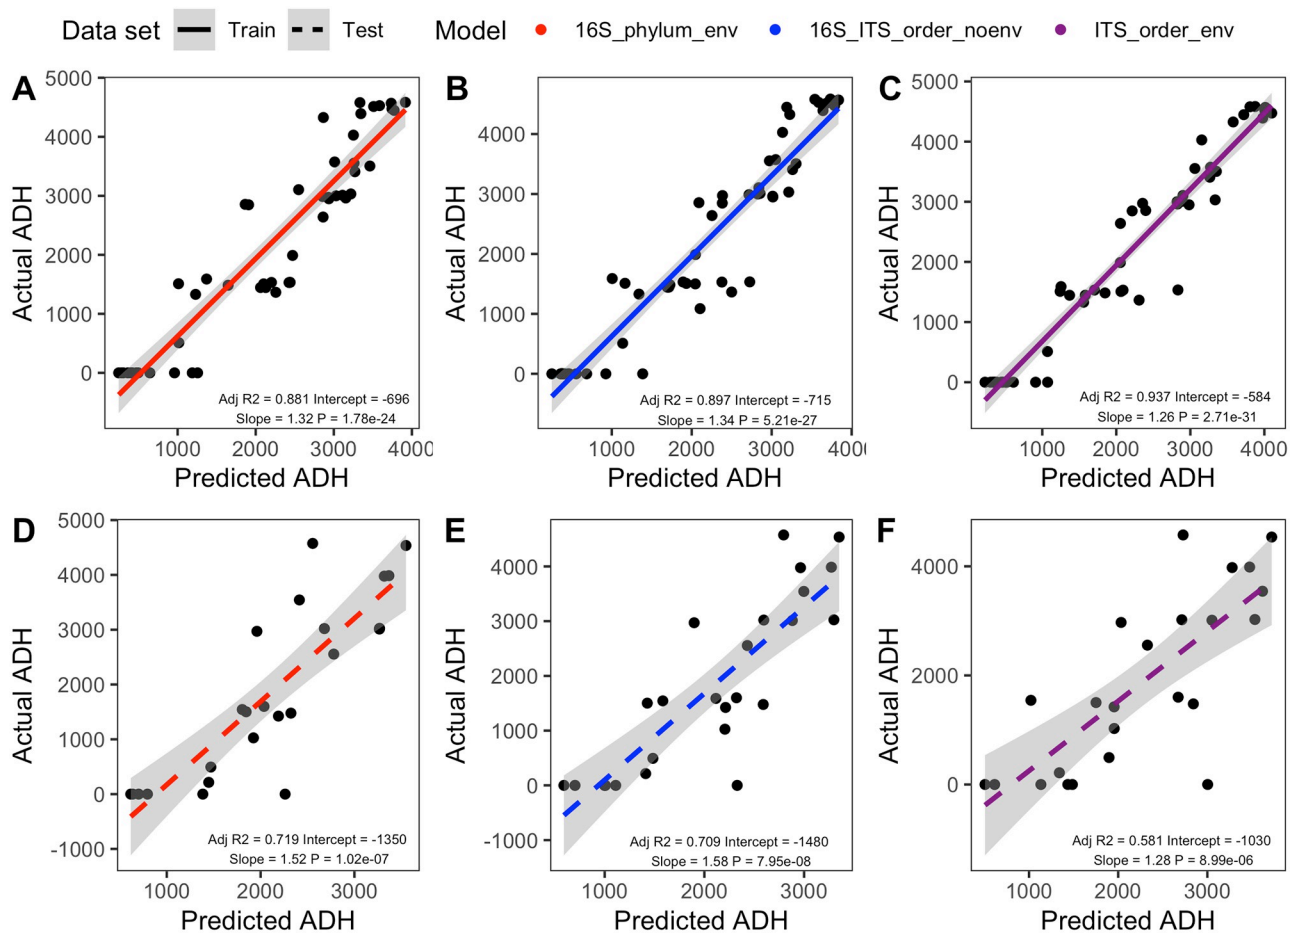 Data set Train Test Model 16S_phylum_env 16S_ITS_order_noenv ITS_order_env
A
5000
4000
3000
2000
1000
0
Actual ADH
Adj R2 = 0.881 Intercept = -696
Slope = 1.32 P = 1.78e-24
1000 2000 3000 4000
Predicted ADH
B
4000
3000
2000
1000
0
Actual ADH
Adj R2 = 0.897 Intercept = -715
Slope = 1.34 P = 5.21e-27
1000 2000 3000 400
Predicted ADH
C
5000
4000
3000
2000
1000
0
Actual ADH
Adj R2 = 0.937 Intercept = -584
Slope = 1.26 P = 2.71e-31
1000 2000 3000 4000
Predicted ADH
D
5000
4000
3000
2000
1000
0
-1000
Actual ADH
Adj R2 = 0.719 Intercept = -1350
Slope = 1.52 P = 1.02e-07
1000 2000 3000
Predicted ADH
E
4000
3000
2000
1000
0
-1000
Actual ADH
Adj R2 = 0.709 Intercept = -1480
Slope = 1.58 P = 7.95e-08
1000 2000 3000
Predicted ADH
F
4000
2000
0
Actual ADH
Adj R2 = 0.581 Intercept = -1030
Slope = 1.28 P = 8.99e-06
1000 2000 3000
Predicted ADH